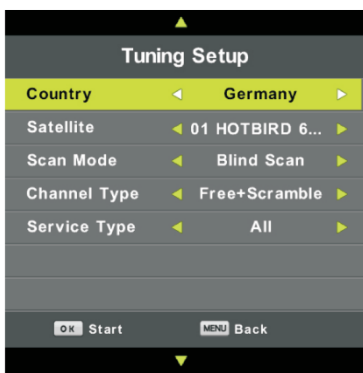 Tuning Setup
Country Germany
Satellite 01 HOTBIRD 6...
Scan Mode Blind Scan
Channel Type Free+Scramble
Service Type All
OK Start MENU Back